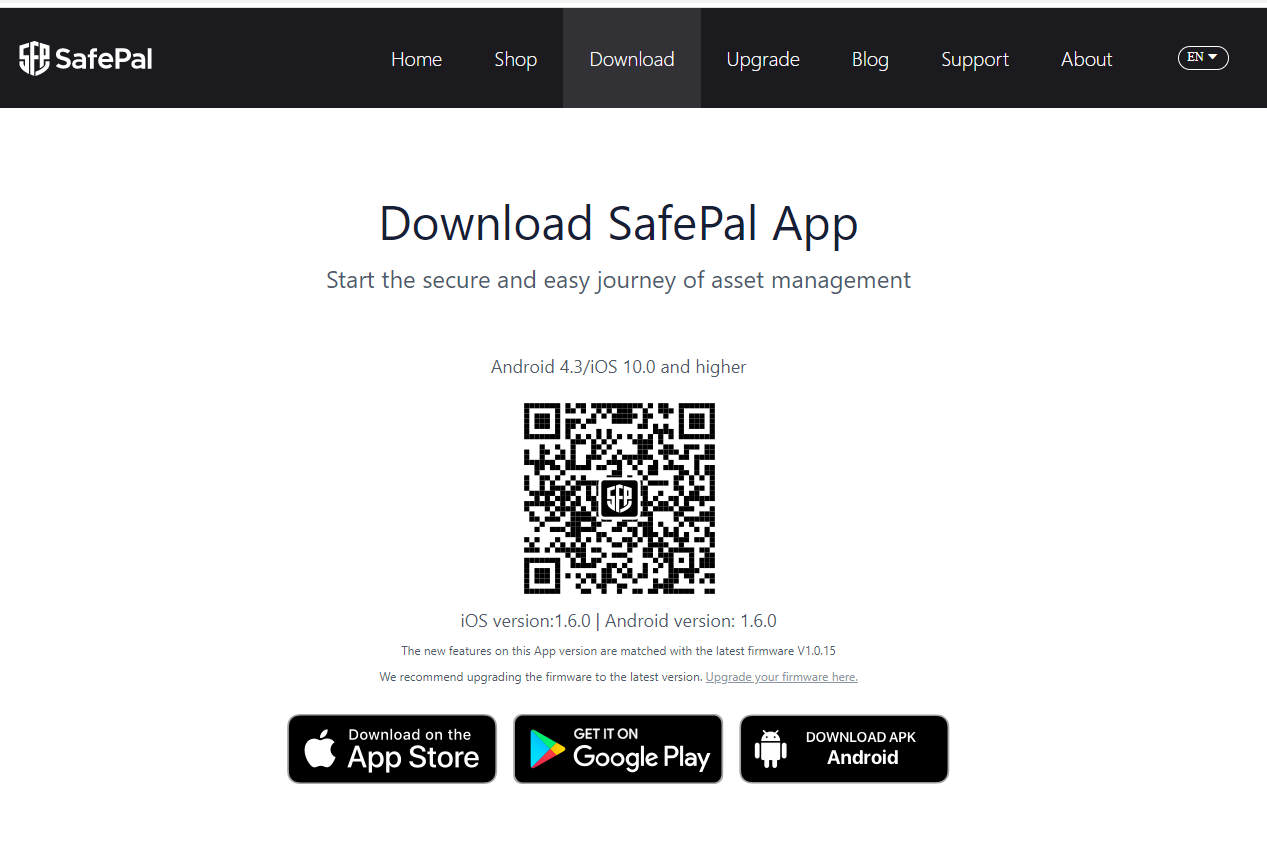 SafePal
Home Shop Download Upgrade Blog Support About EN
Download SafePal App
Start the secure and easy journey of asset management
Android 4.3/iOS 10.0 and higher
SFP
iOS version:1.6.0 | Android version: 1.6.0
The new features on this App version are matched with the latest firmware V1.0.15
We recommend upgrading the firmware to the latest version. Upgrade your firmware here.
Download on the
App Store
GET IT ON
Google Play
DOWNLOAD APK
Android